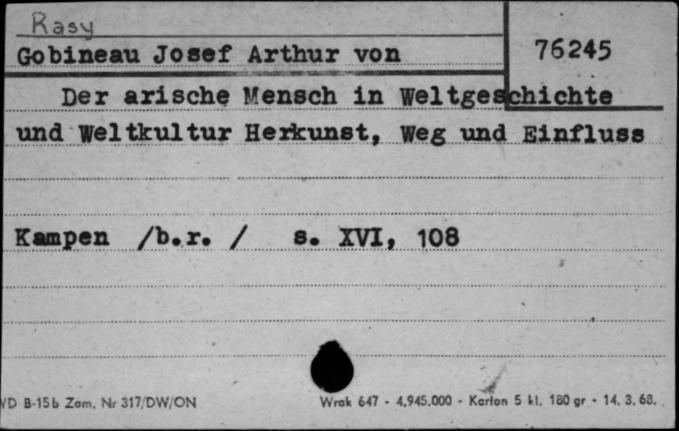 Rasy
Gobineau Josef Arthur von
76245
Der arische Mensch in Weltgeschichte
und Weltkultur Herkunst, Weg und Einfluss
Kampen /b.r. / s. XVI, 108
VD B-15b Zam. Nr 317/DW/ON
Wrak 647 - 4.945.000 - Karton 5 kl. 180 gr - 14. 3. 68.